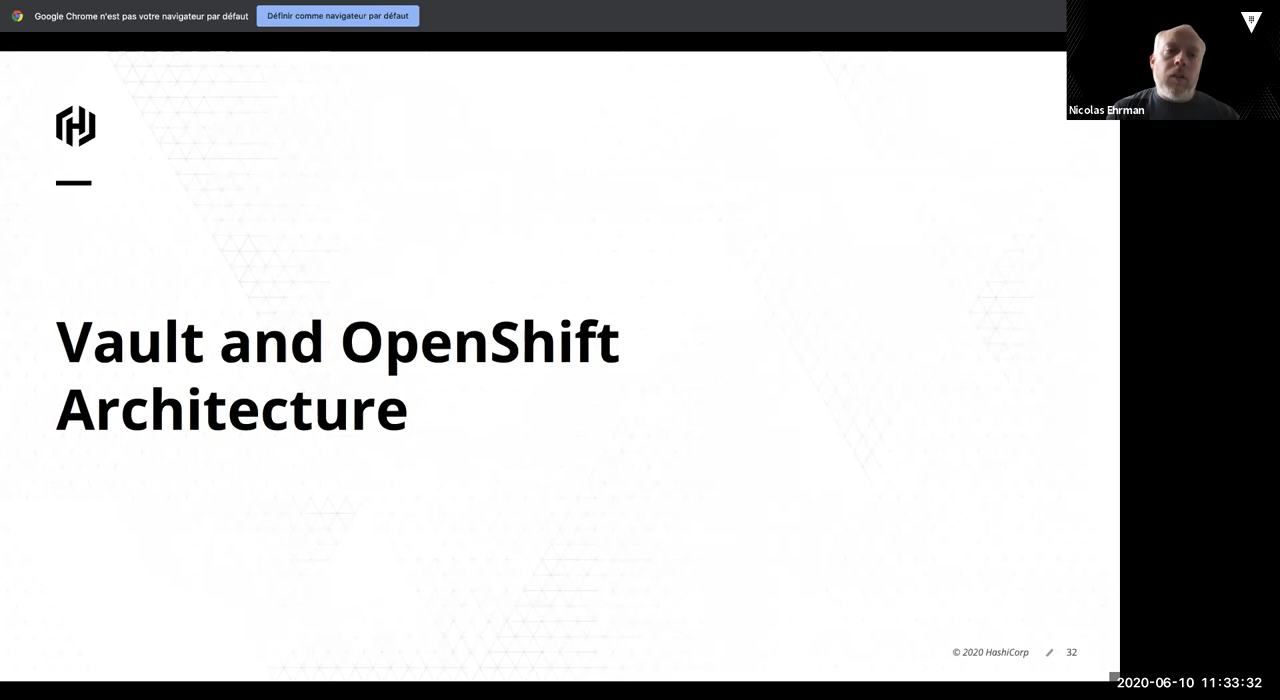 Google Chrome n'est pas votre navigateur par défaut
Définir comme navigateur par défaut
Nicolas Ehrman
Vault and OpenShift
Architecture
© 2020 HashiCorp
32
2020-06-10 11:33:32